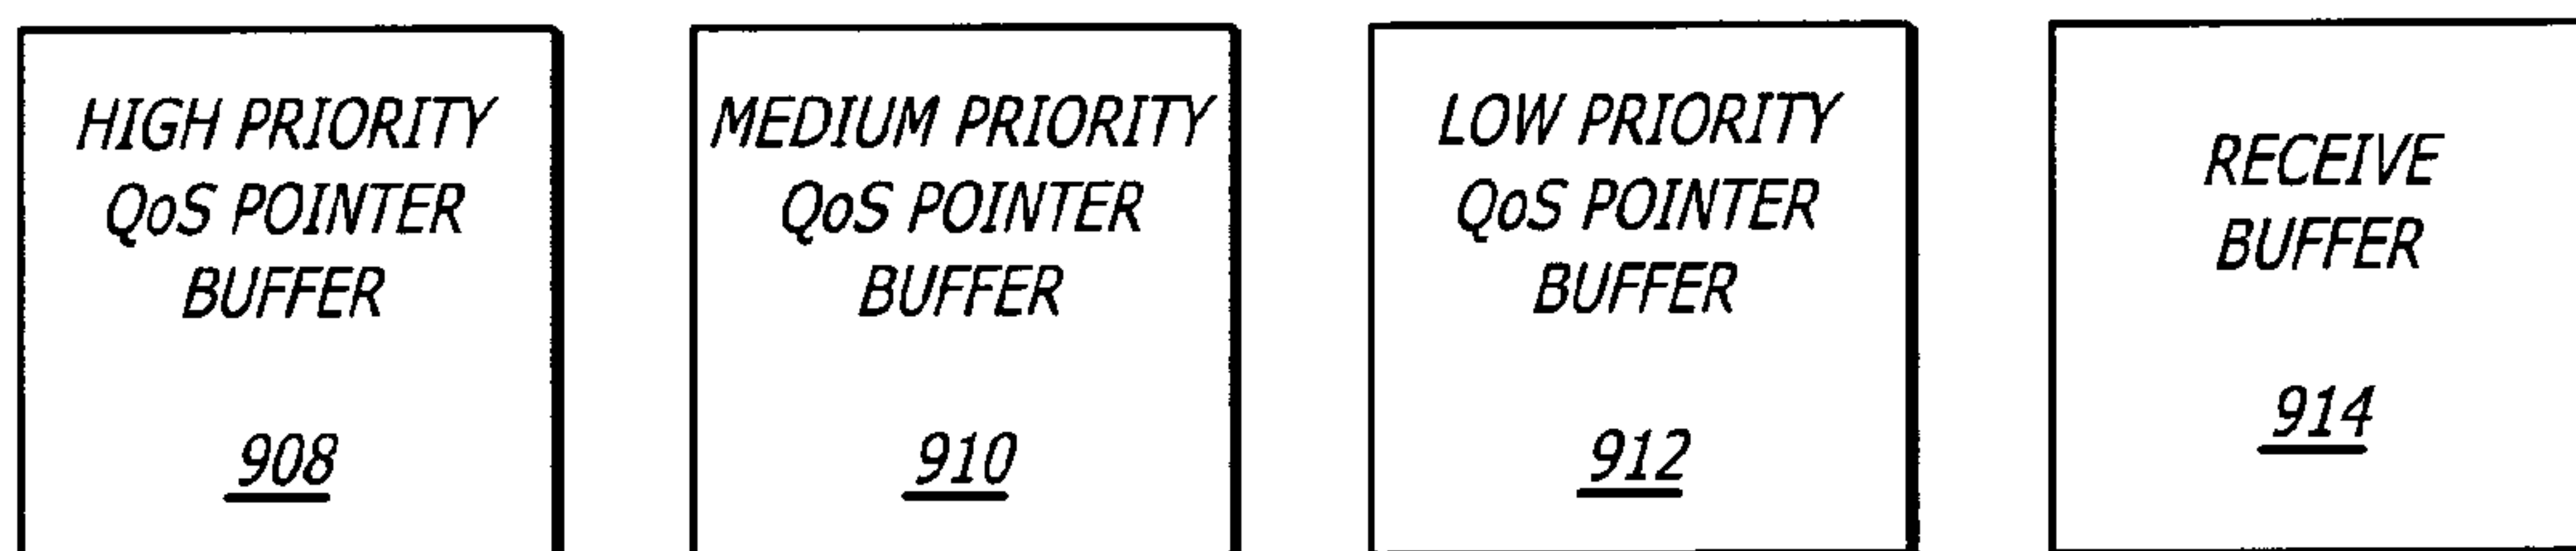 HIGH PRIORITY
QoS POINTER
BUFFER
908
MEDIUM PRIORITY
QoS POINTER
BUFFER
910
LOW PRIORITY
QoS POINTER
BUFFER
912
RECEIVE
BUFFER
914